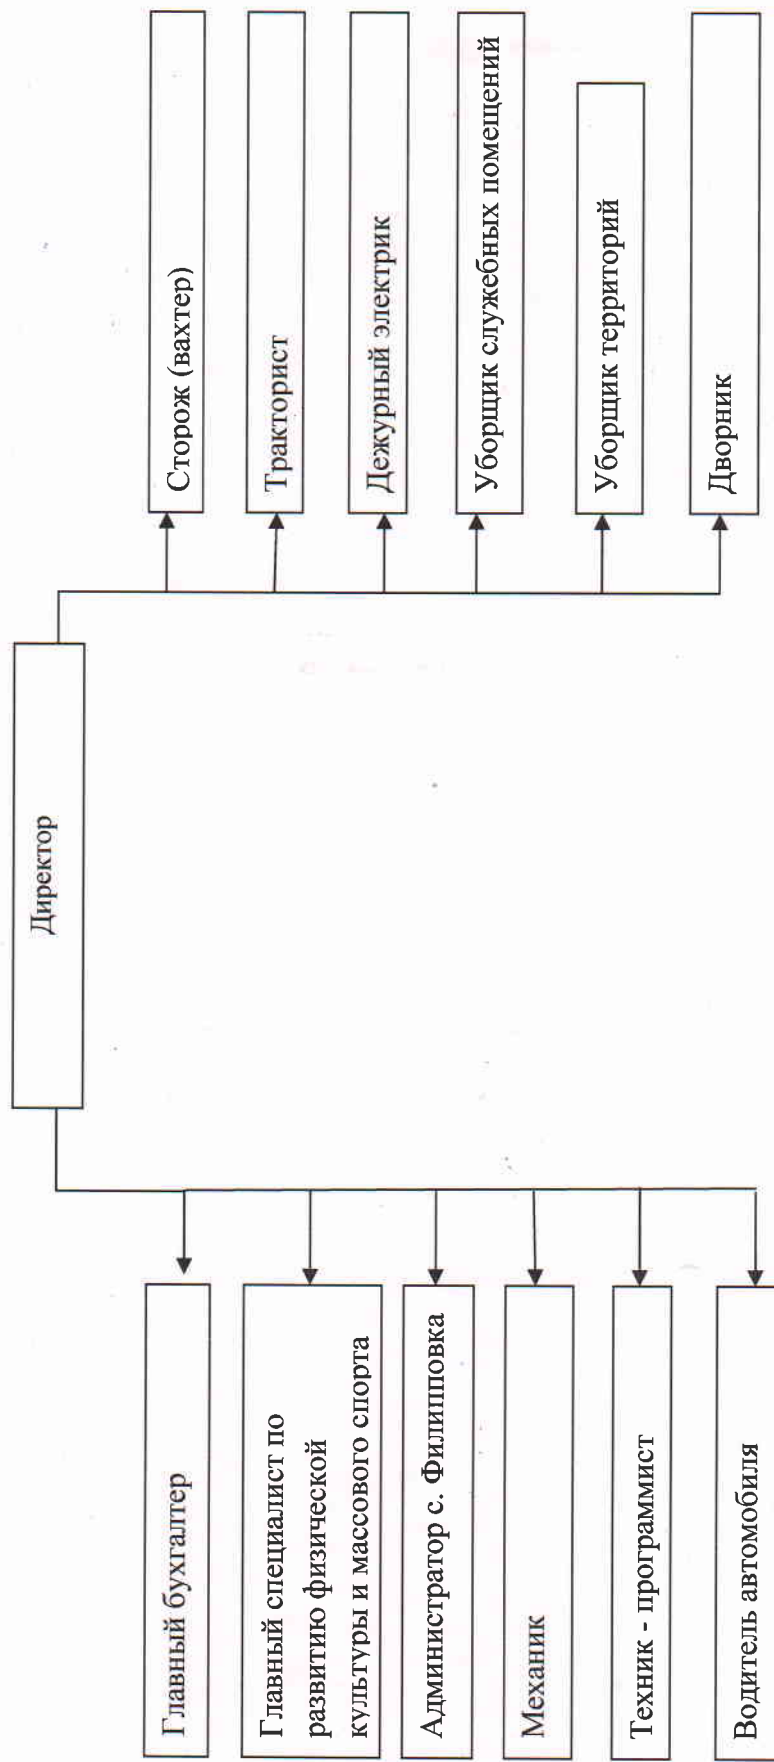 Директор
Главный бухгалтер
Главный специалист по
развитию физической
культуры и массового спорта
Администратор с. Филипповка
Механик
Техник - программист
Водитель автомобиля
Сторож (вахтер)
Тракторист
Дежурный электрик
Уборщик служебных помещений
Уборщик территорий
Дворник